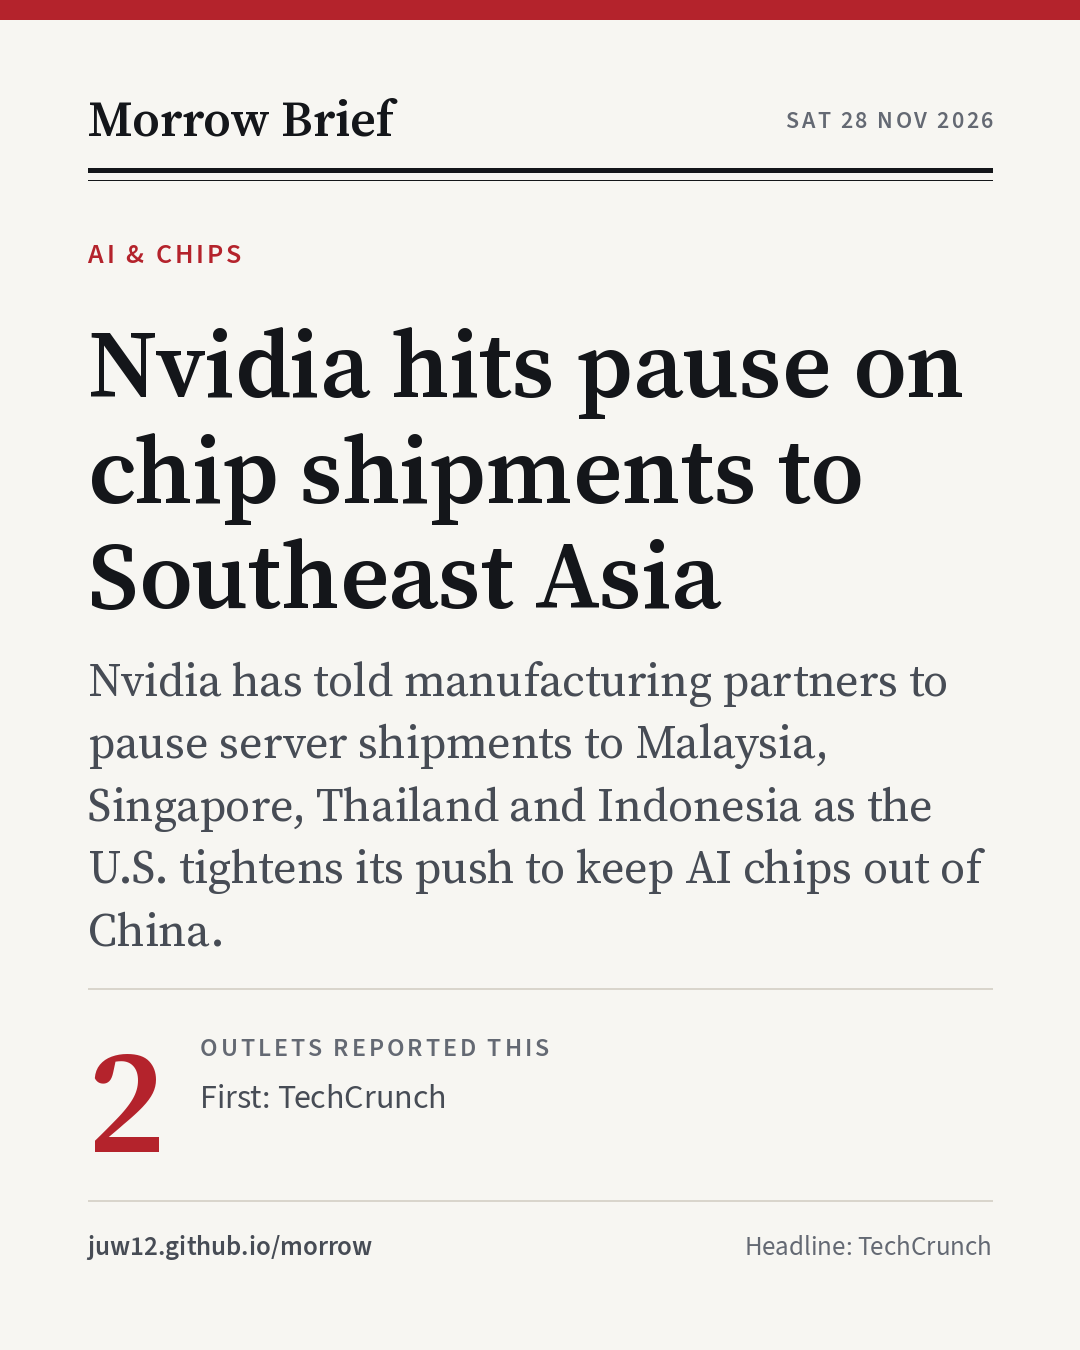 Morrow Brief
SAT 28 NOV 2026
AI & CHIPS
Nvidia hits pause on
chip shipments to
Southeast Asia
Nvidia has told manufacturing partners to
pause server shipments to Malaysia,
Singapore, Thailand and Indonesia as the
U.S. tightens its push to keep AI chips out of
China.
2
OUTLETS REPORTED THIS
First: TechCrunch
juw12.github.io/morrow
Headline: TechCrunch